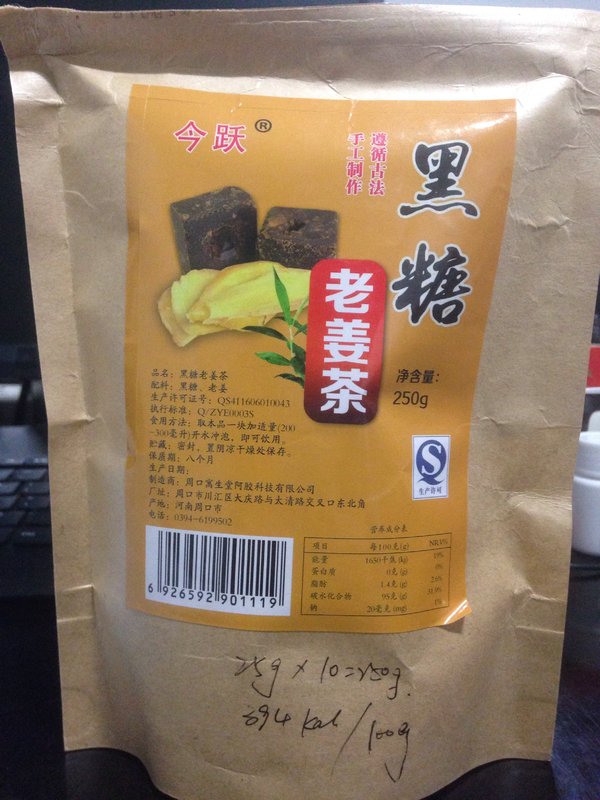 今跃®
遵循古法
手工制作
黑糖
老姜茶
净含量:
250g
品名：黑糖老姜茶
配料：黑糖、老姜
生产许可证号：QS411606010043
执行标准：Q/ZYE0003S
食用方法：取本品一块加适量(200
-300毫升)开水冲泡，即可饮用。
贮藏：密封，置阴凉干燥处保存。
保质期：八个月
生产日期：
制造商：周口富生堂阿胶科技有限公司
厂址：周口市川汇区大庆路与太清路交叉口东北角
产地：河南周口市
电话：0394-6199502
生产许可
营养成分表
项目 每100克(g) NRV%
能量 1650千焦(kj) 19%
蛋白质 0克(g) 0%
脂肪 1.4克(g) 2.6%
碳水化合物 95克(g) 31.9%
钠 20毫克(mg) 1%
6 926592 901119
25g × 10=250g.
394 kal/100g